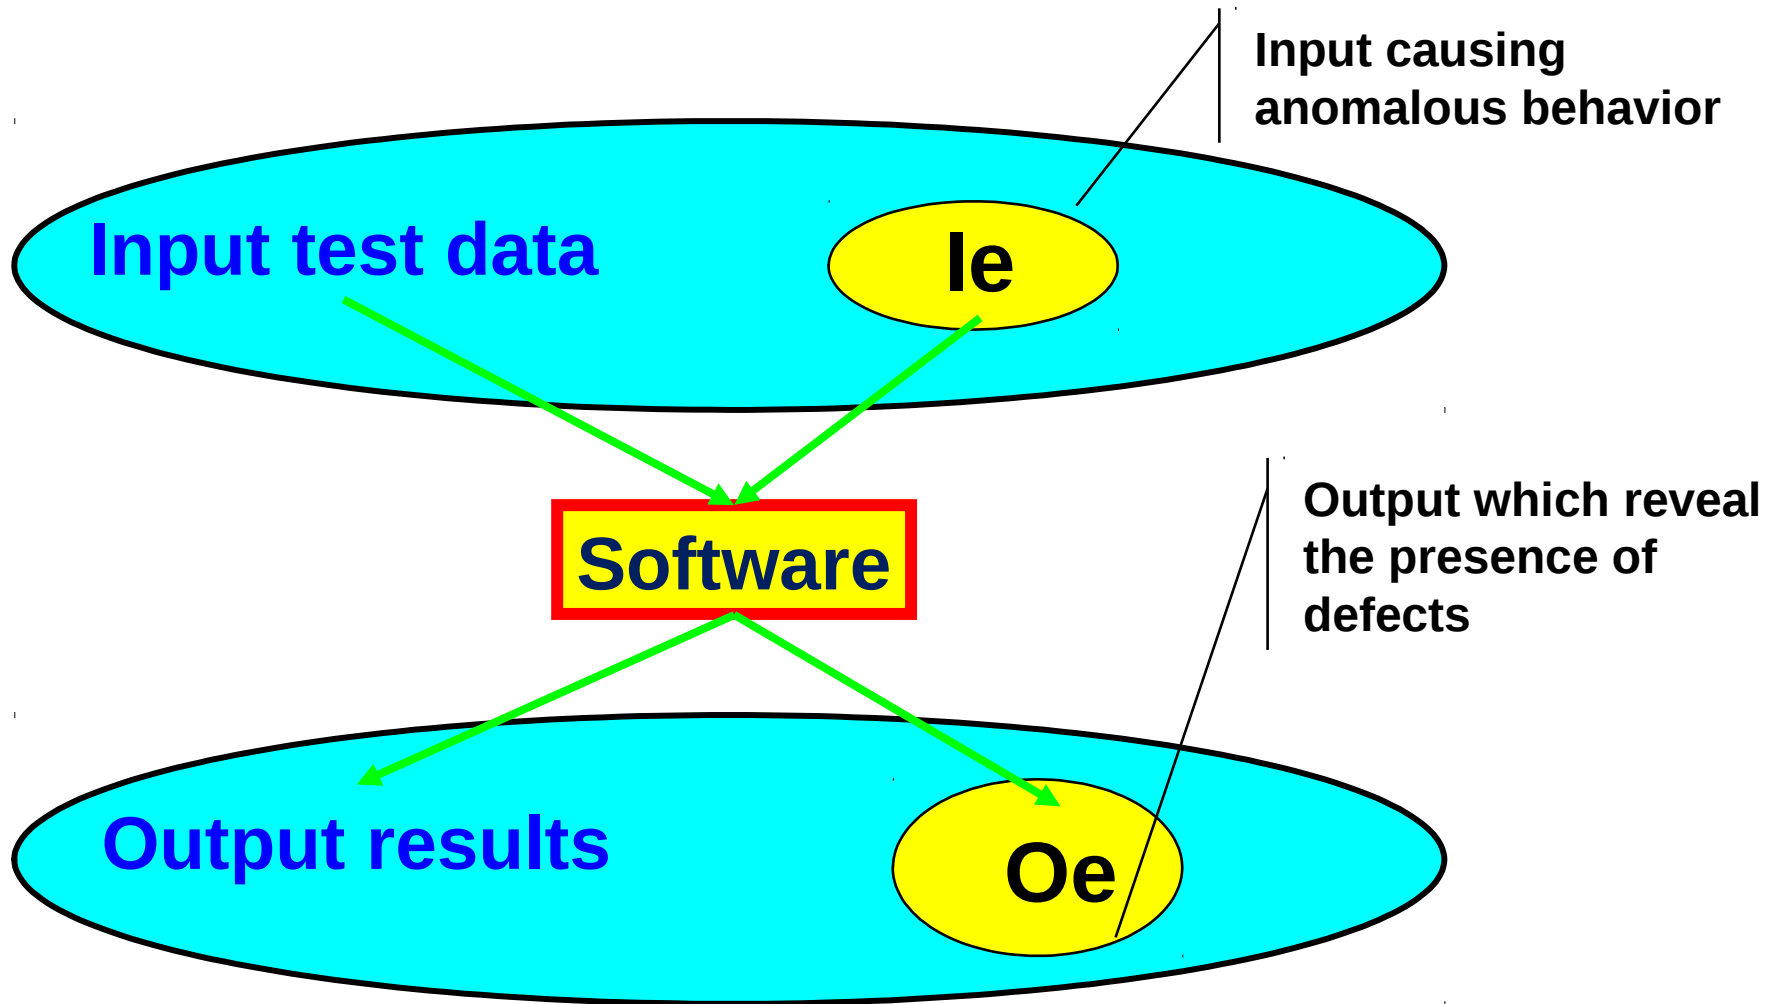 Input causing
anomalous behavior
Input test data
Ie
Output which reveal
the presence of
defects
Software
Output results
Oe